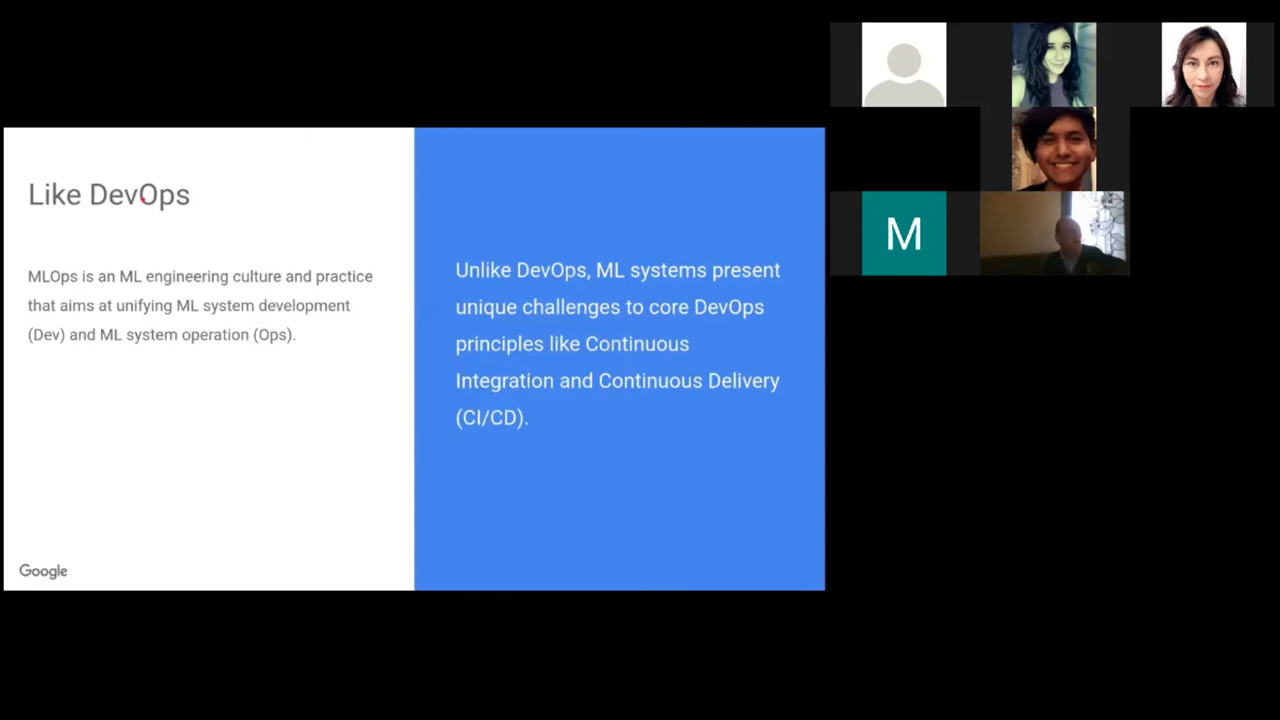 Like DevOps
MLOps is an ML engineering culture and practice
that aims at unifying ML system development
(Dev) and ML system operation (Ops).
Unlike DevOps, ML systems present
unique challenges to core DevOps
principles like Continuous
Integration and Continuous Delivery
(CI/CD).
Google
M